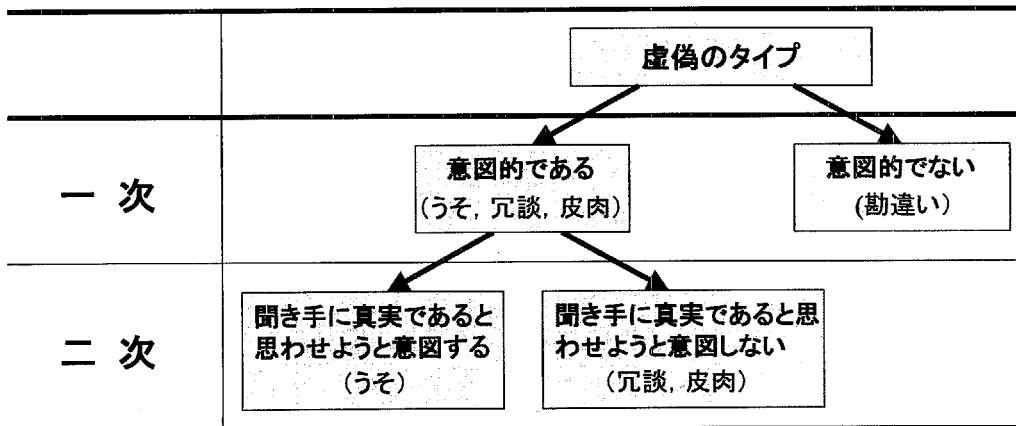 虚偽のタイプ
一 次
意図的である
(うそ, 冗談, 皮肉)
意図的でない
(勘違い)
二 次
聞き手に真実であると
思わせようと意図する
(うそ)
聞き手に真実であると思
わせようと意図しない
(冗談, 皮肉)